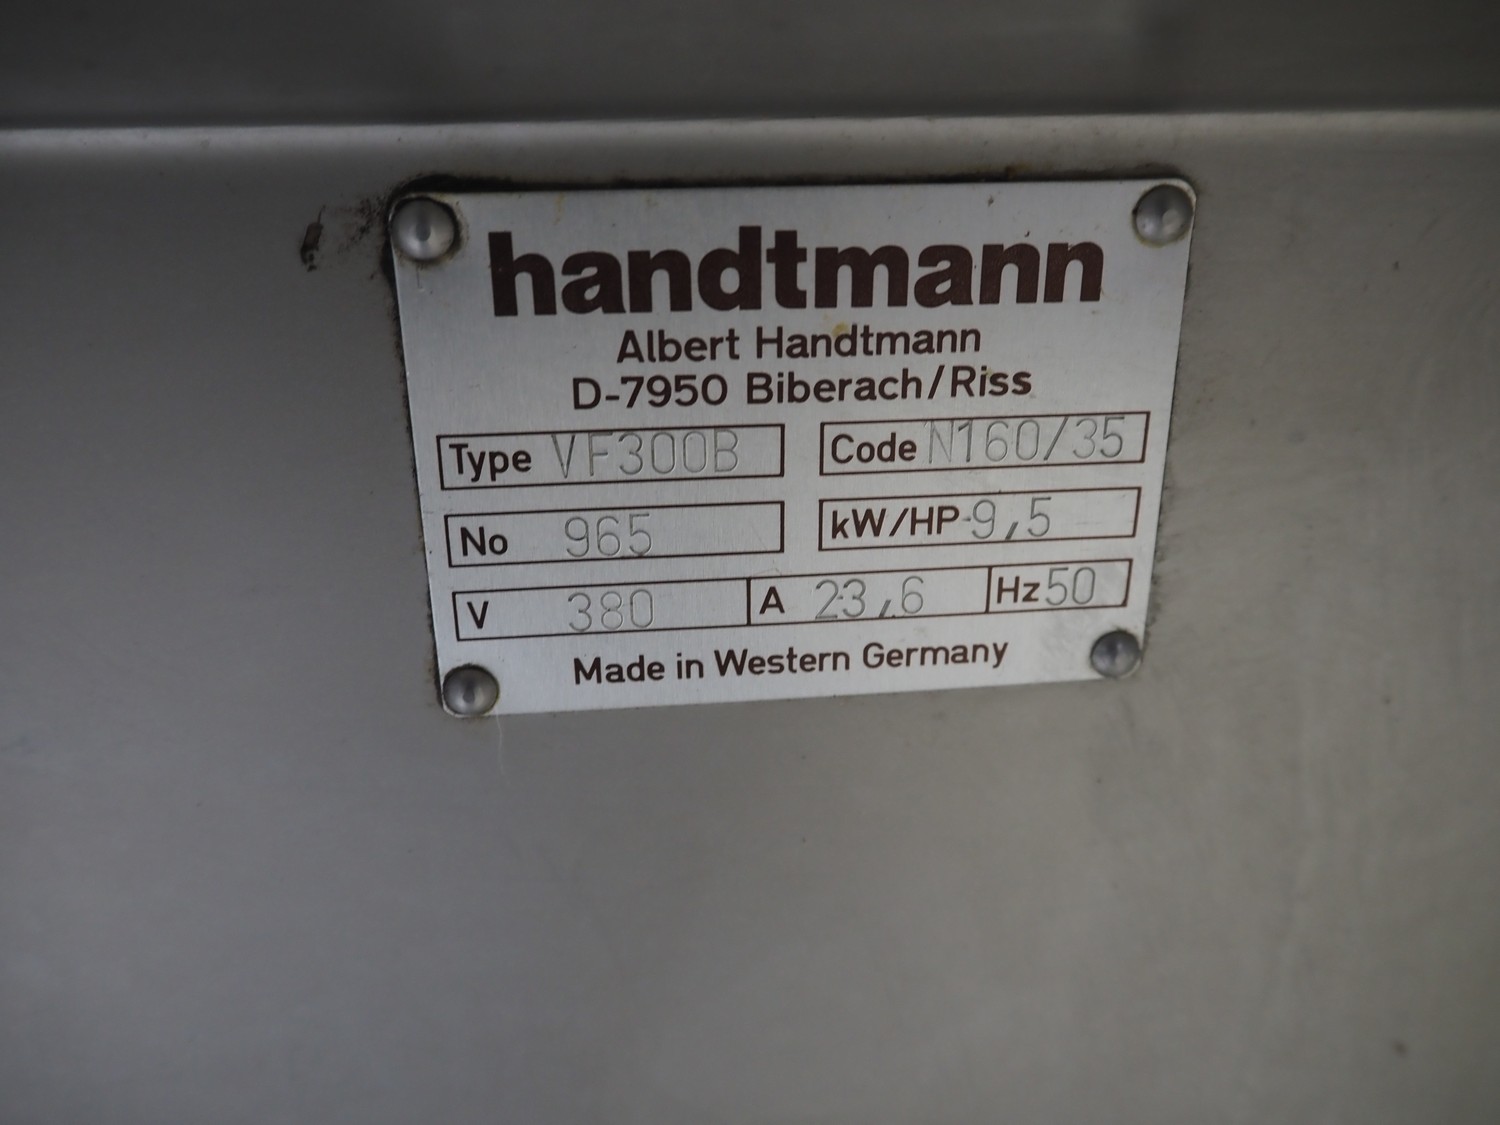 handtmann
Albert Handtmann
D-7950 Biberach/Riss
Type VF300B Code N160/35
No 965 kW/HP 9,5
V 380 A 23,6 Hz 50
Made in Western Germany